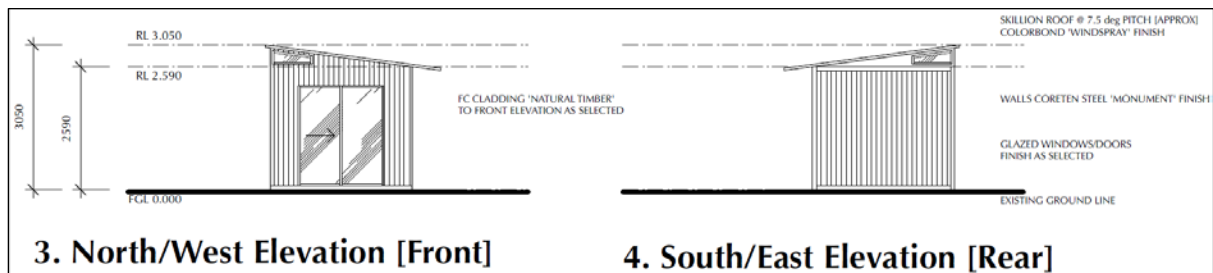 RL 3.050
RL 2.590
3050
2590
FGL 0.000
FC CLADDING 'NATURAL TIMBER'
TO FRONT ELEVATION AS SELECTED
3. North/West Elevation [Front]
SKILLION ROOF @ 7.5 deg PITCH [APPROX]
COLORBOND 'WINDSPRAY' FINISH
WALLS CORETEN STEEL 'MONUMENT' FINISH
GLAZED WINDOWS/DOORS
FINISH AS SELECTED
EXISTING GROUND LINE
4. South/East Elevation [Rear]